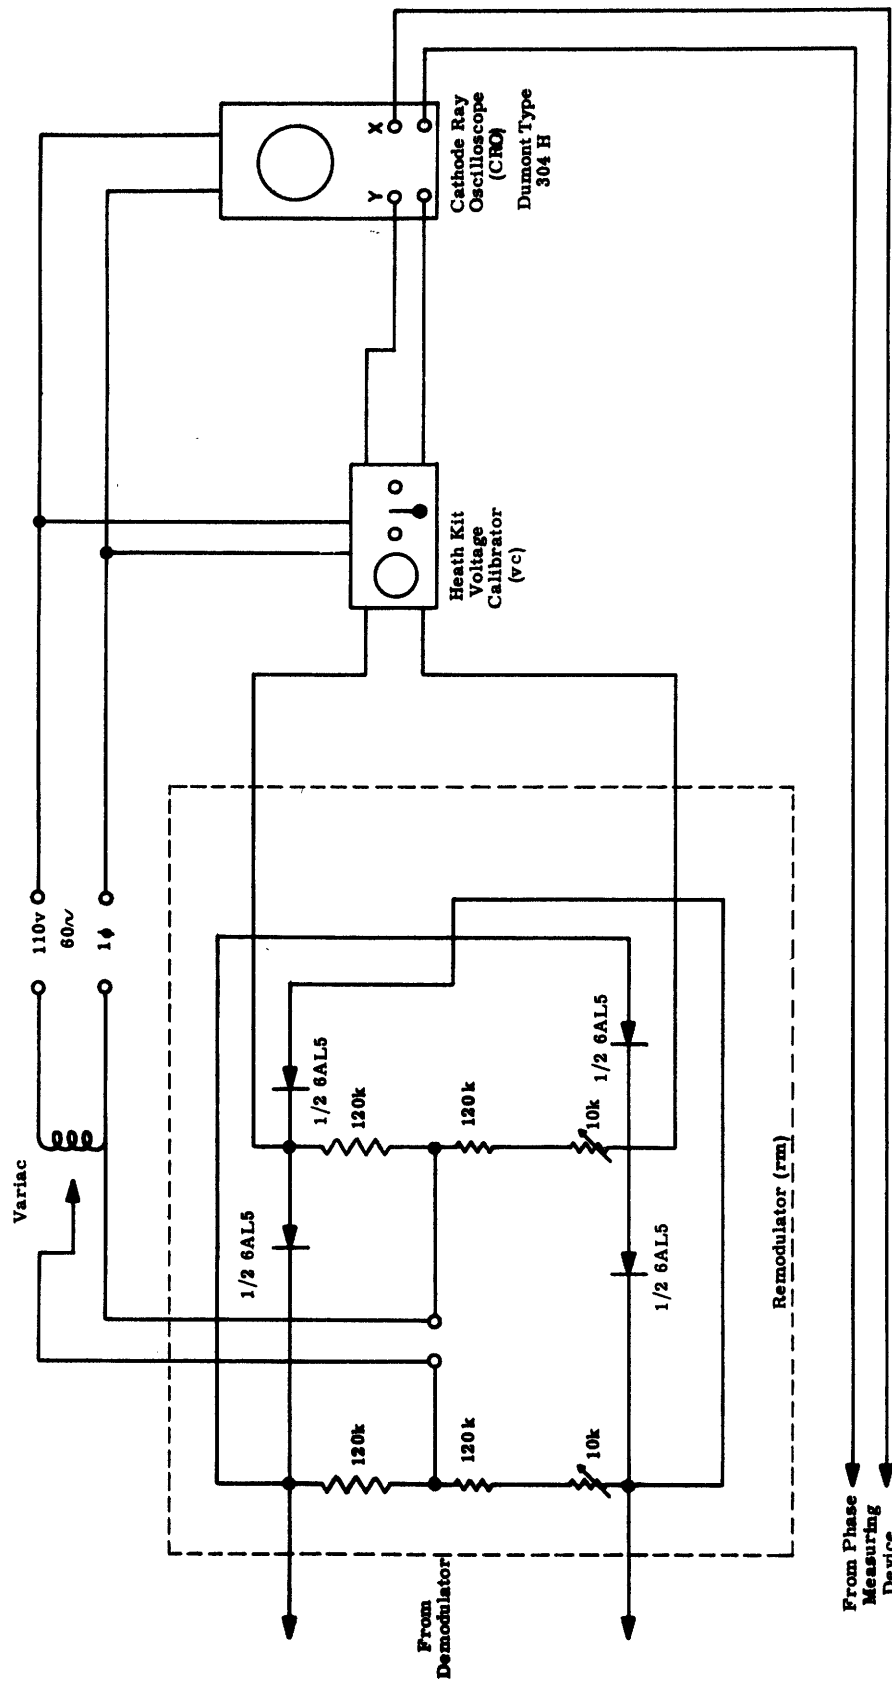 Variac
110v
60~
1ϕ
Y
X
Cathode Ray
Oscilloscope
(CRO)
Dumont Type
304 H
Heath Kit
Voltage
Calibrator
(vc)
1/2 6AL5
1/2 6AL5
120k
120k
10k
1/2 6AL5
1/2 6AL5
120k
120k
10k
Remodulator (rm)
From
Demodulator
From Phase
Measuring
Device